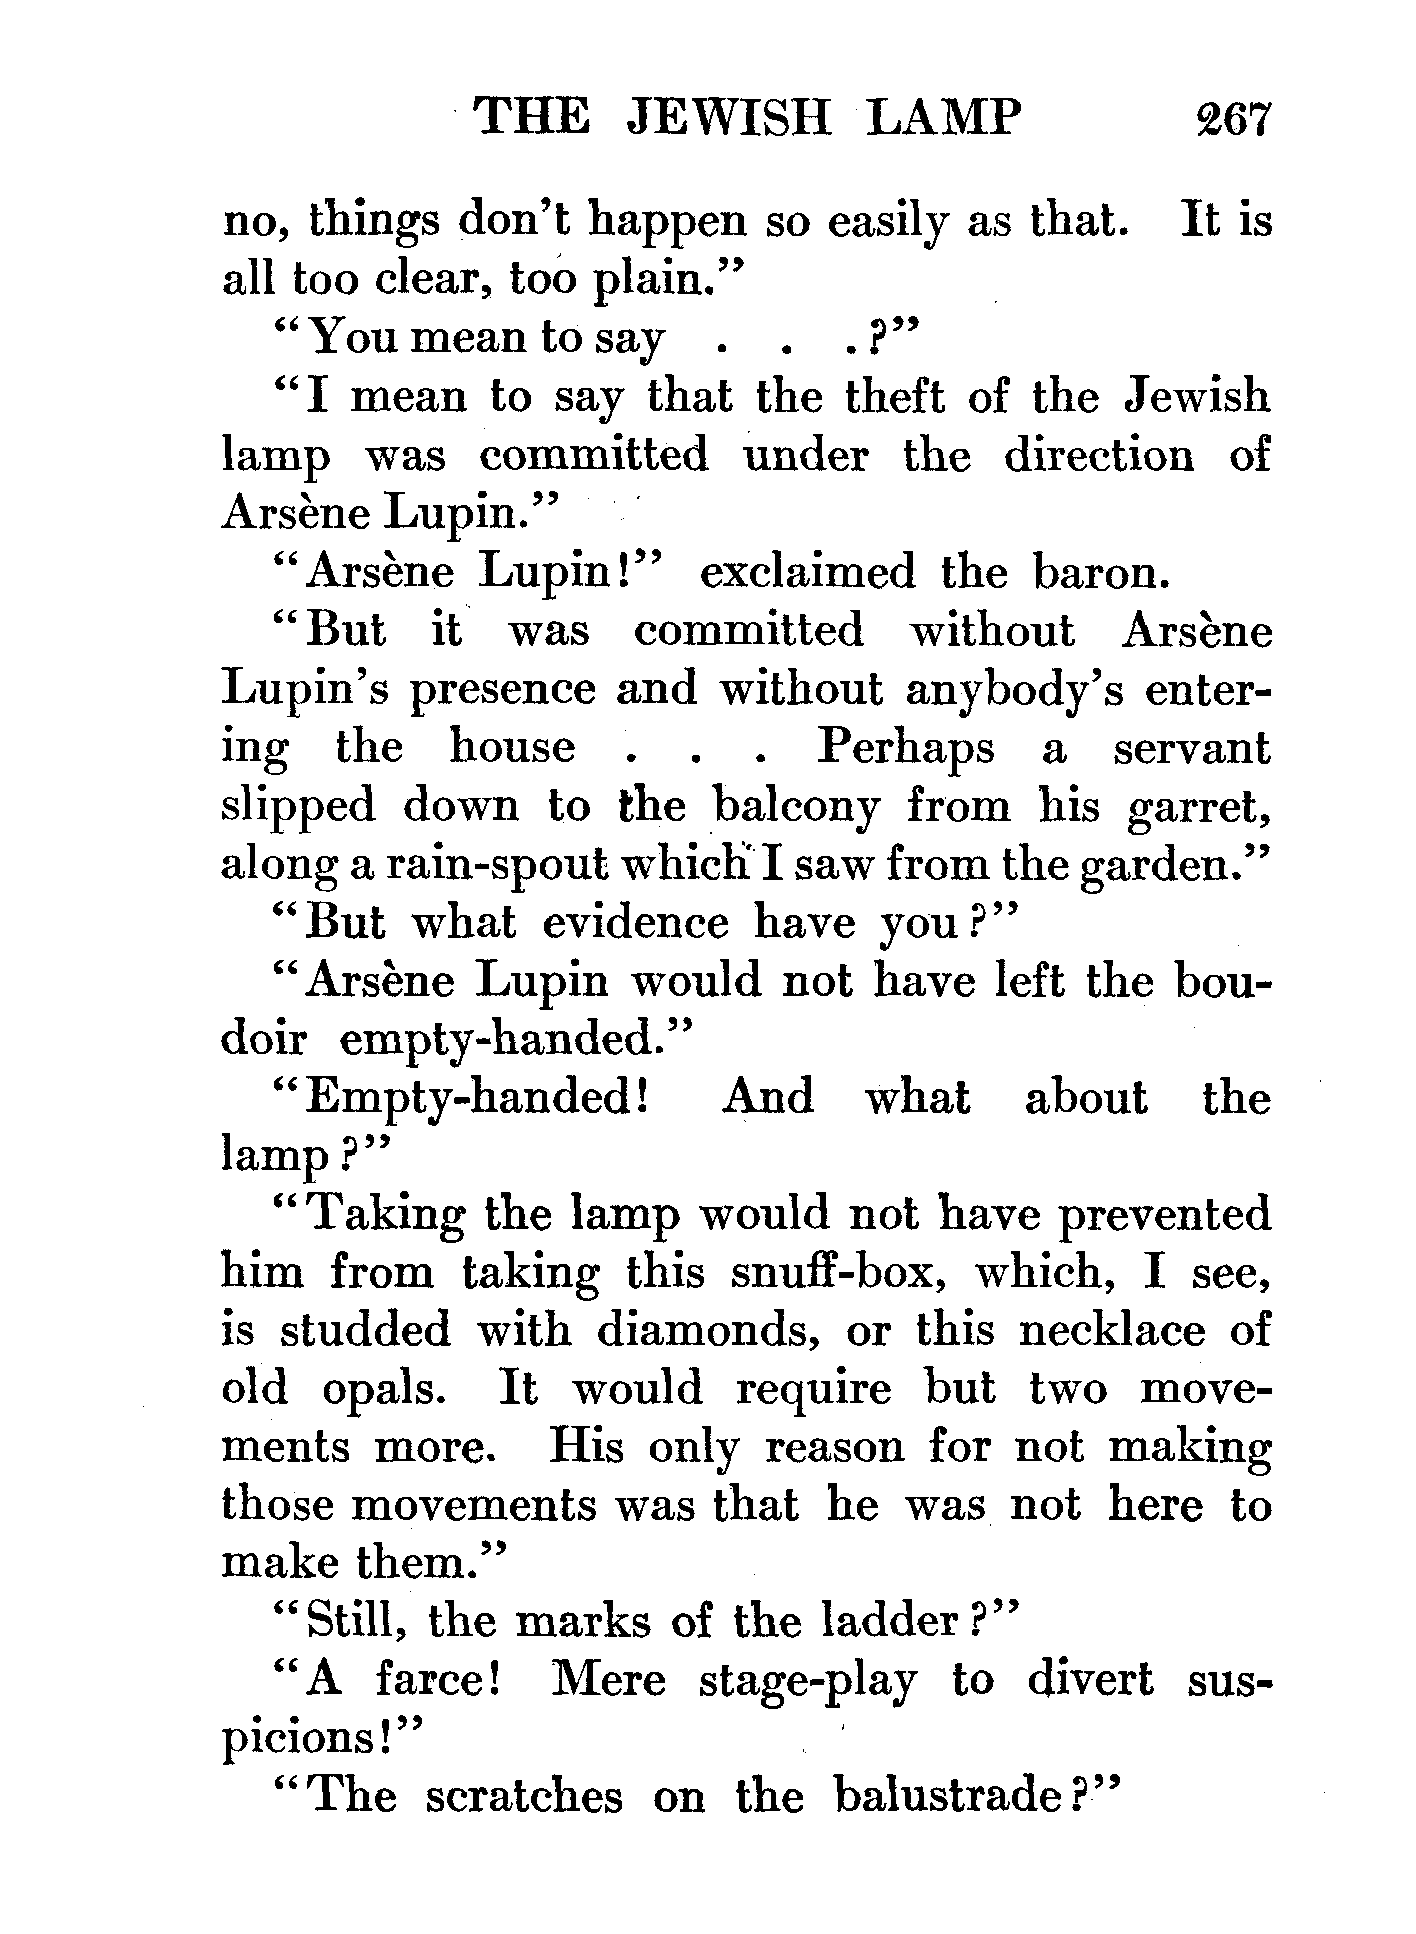 THE JEWISH LAMP 267
no, things don't happen so easily as that. It is
all too clear, too plain."
"You mean to say . . .?"
"I mean to say that the theft of the Jewish
lamp was committed under the direction of
Arsène Lupin."
"Arsène Lupin!" exclaimed the baron.
"But it was committed without Arsène
Lupin's presence and without anybody's enter-
ing the house . . . Perhaps a servant
slipped down to the balcony from his garret,
along a rain-spout which I saw from the garden."
"But what evidence have you?"
"Arsène Lupin would not have left the bou-
doir empty-handed."
"Empty-handed! And what about the
lamp?"
"Taking the lamp would not have prevented
him from taking this snuff-box, which, I see,
is studded with diamonds, or this necklace of
old opals. It would require but two move-
ments more. His only reason for not making
those movements was that he was not here to
make them."
"Still, the marks of the ladder?"
"A farce! Mere stage-play to divert sus-
picions!"
"The scratches on the balustrade?"